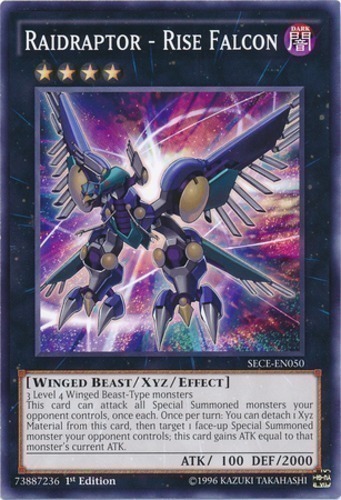 RAIDRAPTOR - RISE FALCON
DARK
闇
SECE-EN050
[WINGED BEAST/XYZ/EFFECT]
3 Level 4 Winged Beast-Type monsters
This card can attack all Special Summoned monsters your
opponent controls, once each. Once per turn: You can detach 1 Xyz
Material from this card, then target 1 face-up Special Summoned
monster your opponent controls; this card gains ATK equal to that
monster's current ATK.
ATK/ 100 DEF/2000
73887236 1st Edition ©1996 KAZUKI TAKAHASHI